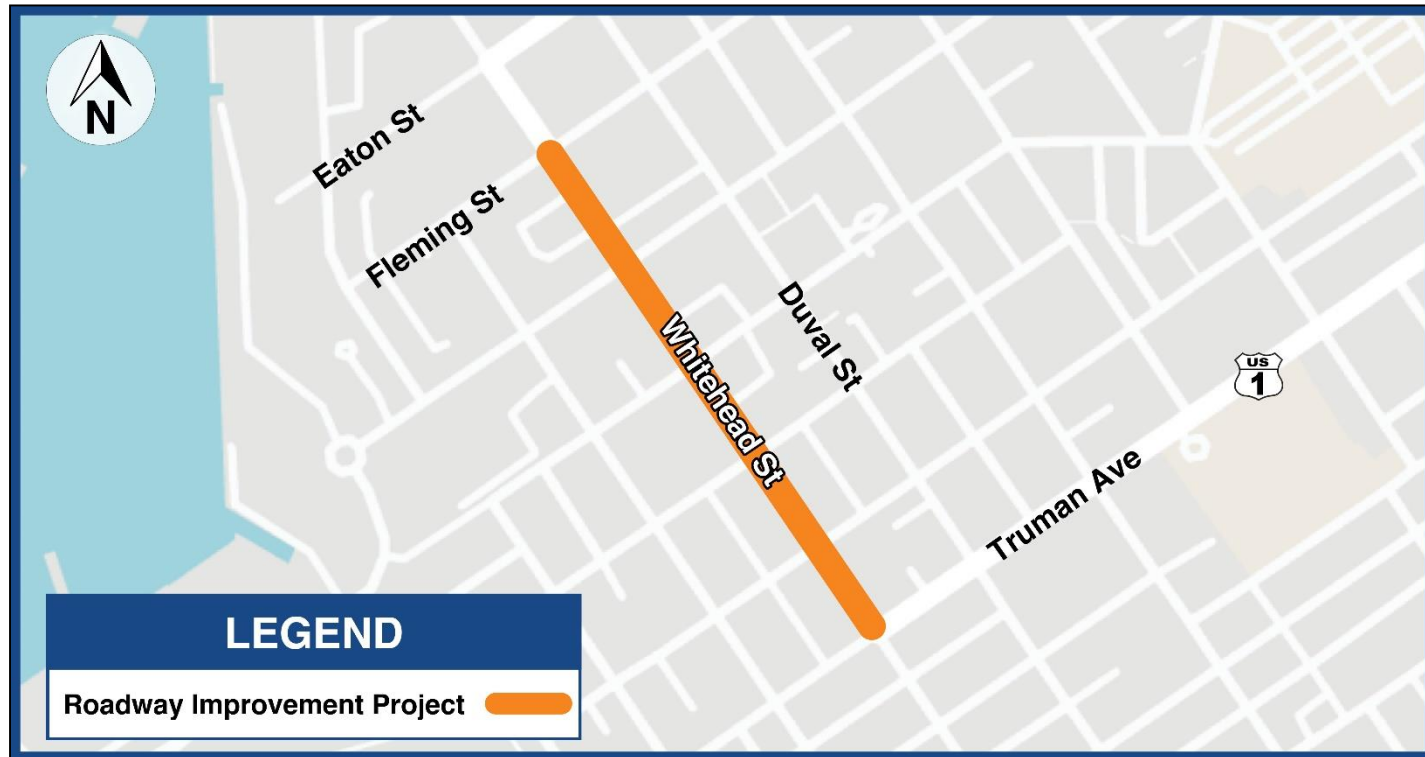 N
Eaton St
Fleming St
Duval St
Whitehead St
US
1
Truman Ave
LEGEND
Roadway Improvement Project